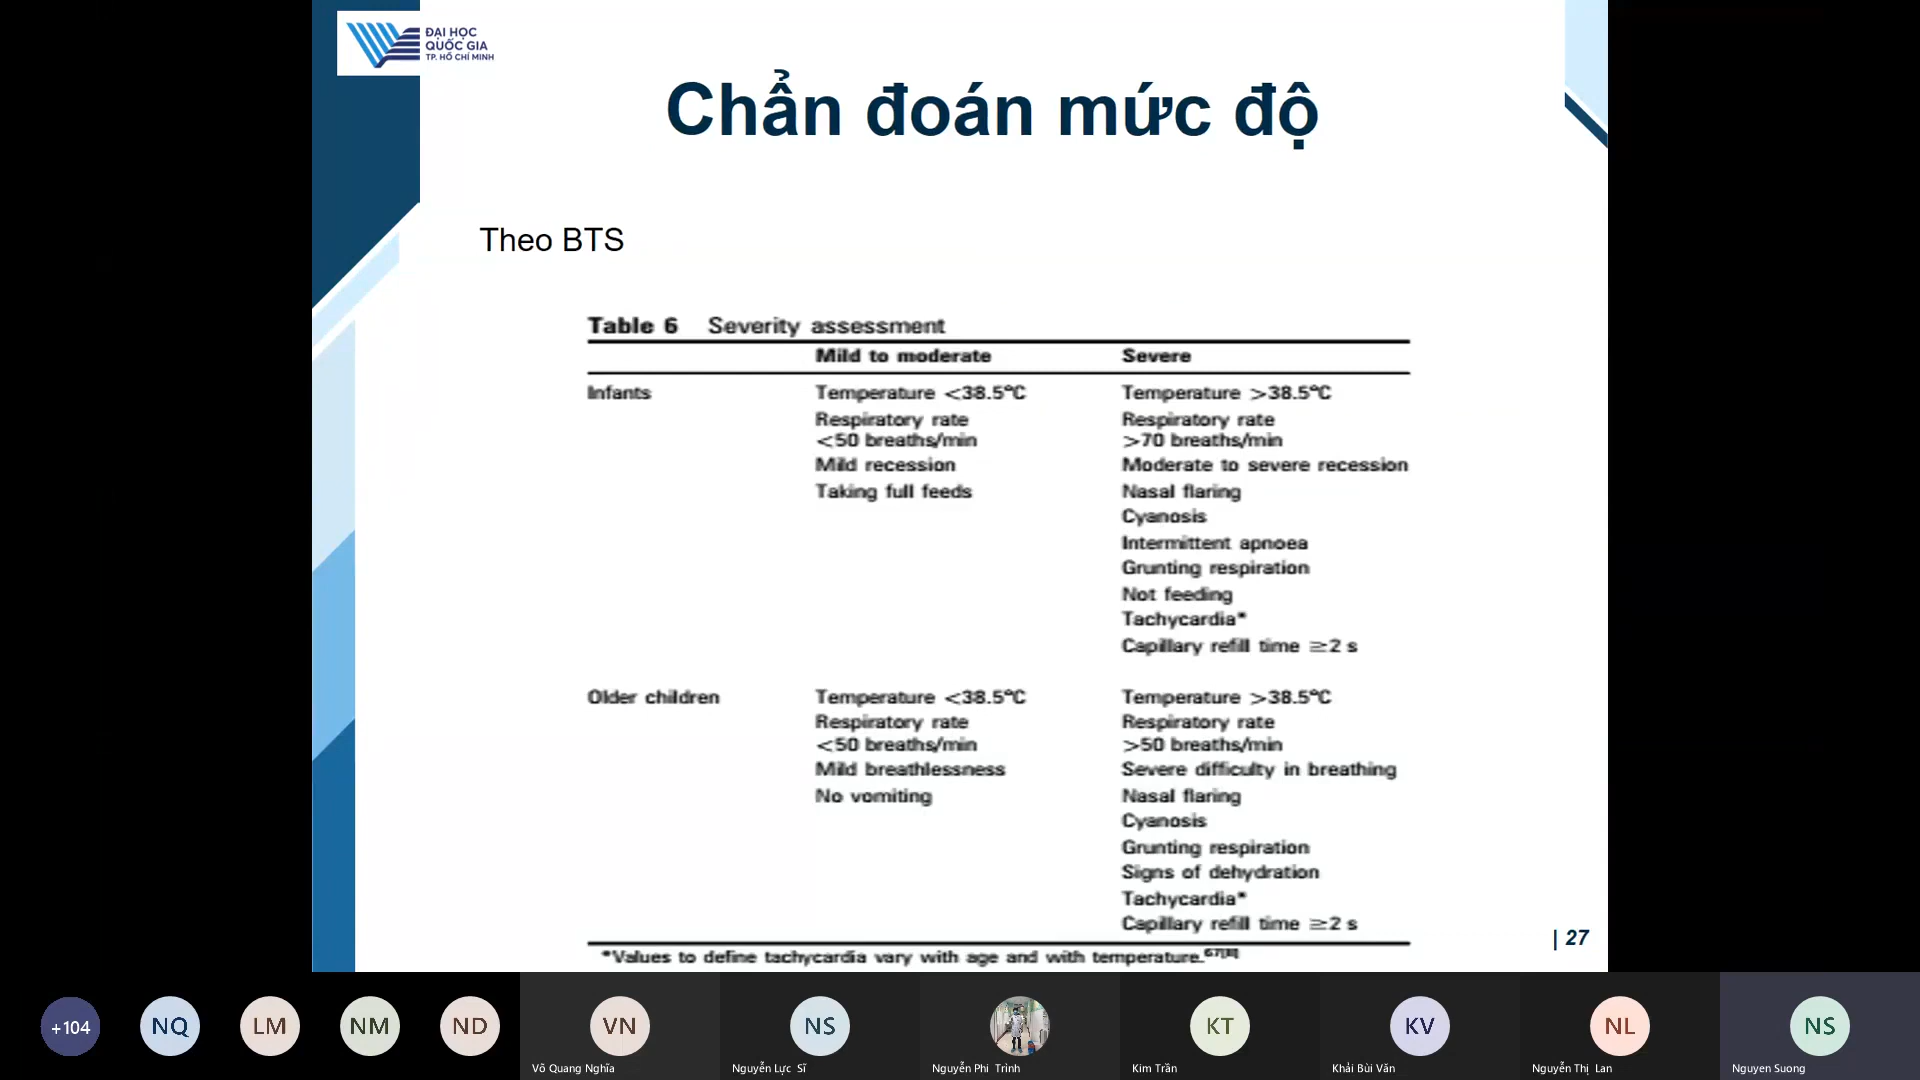 ĐẠI HỌC
QUỐC GIA
TP. HỒ CHÍ MINH
Chẩn đoán mức độ
Theo BTS
Table 6 Severity assessment
Mild to moderate Severe
Infants Temperature <38.5°C Temperature >38.5°C
Respiratory rate Respiratory rate
<50 breaths/min >70 breaths/min
Mild recession Moderate to severe recession
Taking full feeds Nasal flaring
Cyanosis
Intermittent apnoea
Grunting respiration
Not feeding
Tachycardia*
Capillary refill time ≥2 s
Older children Temperature <38.5°C Temperature >38.5°C
Respiratory rate Respiratory rate
<50 breaths/min >50 breaths/min
Mild breathlessness Severe difficulty in breathing
No vomiting Nasal flaring
Cyanosis
Grunting respiration
Signs of dehydration
Tachycardia*
Capillary refill time ≥2 s
*Values to define tachycardia vary with age and with temperature.
| 27
+104 NQ LM NM ND VN NS KT KV NL NS
Võ Quang Nghĩa Nguyễn Lực Sĩ Nguyễn Phi Trình Kim Trần Khải Bùi Văn Nguyễn Thị Lan Nguyen Suong